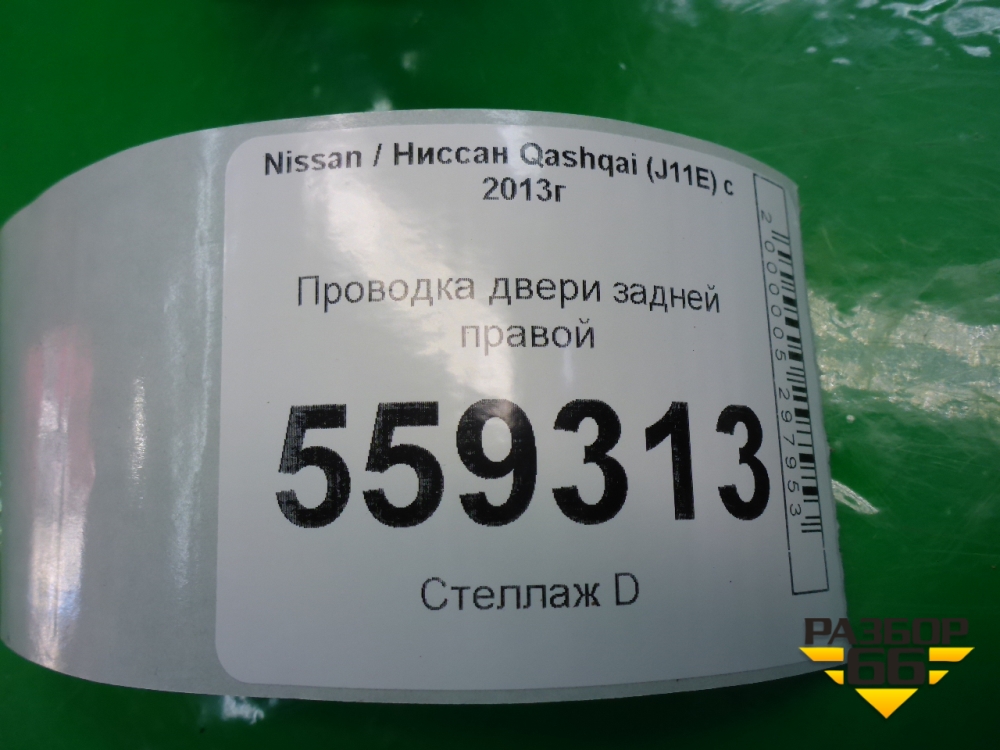 Nissan / Ниссан Qashqai (J11E) с
2013г
Проводка двери задней
правой
559313
Стеллаж D
2000005297953
РАЗБОР
66